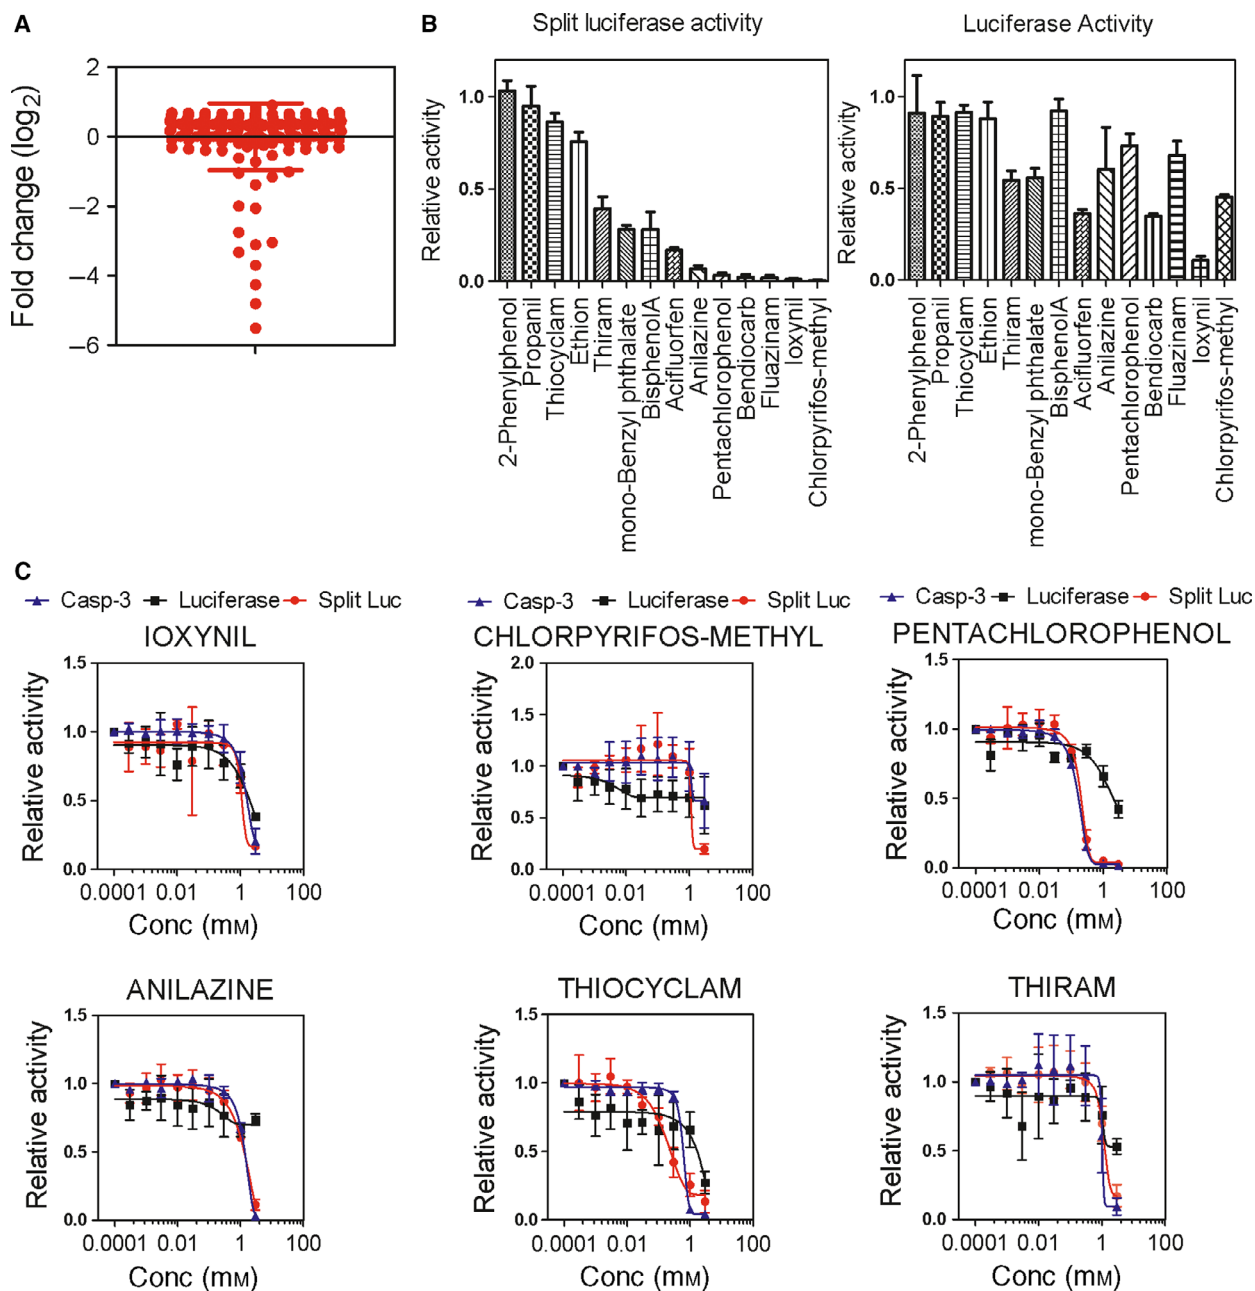 A
Fold change (log2)
2
0
–2
–4
–6
B
Split luciferase activity
Relative activity
1.0
0.5
0.0
2-Phenylphenol
Propanil
Thiocyclam
Ethion
Thiram
mono-Benzyl phthalate
BisphenolA
Acifluorfen
Anilazine
Pentachlorophenol
Bendiocarb
Fluazinam
Ioxynil
Chlorpyrifos-methyl
Luciferase Activity
Relative activity
1.0
0.5
0.0
2-Phenylphenol
Propanil
Thiocyclam
Ethion
Thiram
mono-Benzyl phthalate
BisphenolA
Acifluorfen
Anilazine
Pentachlorophenol
Bendiocarb
Fluazinam
Ioxynil
Chlorpyrifos-methyl
C
Casp-3 Luciferase Split Luc
IOXYNIL
Relative activity
1.5
1.0
0.5
0.0
0.0001 0.01 1 100
Conc (mM)
Casp-3 Luciferase Split Luc
CHLORPYRIFOS-METHYL
Relative activity
2.0
1.5
1.0
0.5
0.0
0.0001 0.01 1 100
Conc (mM)
Casp-3 Luciferase Split Luc
PENTACHLOROPHENOL
Relative activity
1.5
1.0
0.5
0.0
0.0001 0.01 1 100
Conc (mM)
ANILAZINE
Relative activity
1.5
1.0
0.5
0.0
0.0001 0.01 1 100
Conc (mM)
THIOCYCLAM
Relative activity
1.5
1.0
0.5
0.0
0.0001 0.01 1 100
Conc (mM)
THIRAM
Relative activity
1.5
1.0
0.5
0.0
0.0001 0.01 1 100
Conc (mM)